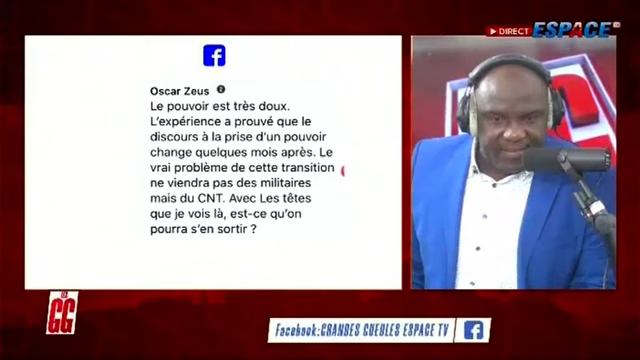 DIRECT ESPACE TV
Oscar Zeus
Le pouvoir est très doux.
L'expérience a prouvé que le
discours à la prise d'un pouvoir
change quelques mois après. Le
vrai problème de cette transition
ne viendra pas des militaires
mais du CNT. Avec Les têtes
que je vois là, est-ce qu'on
pourra s'en sortir ?
LES
GG
Facebook: GRANDES GUEULES ESPACE TV